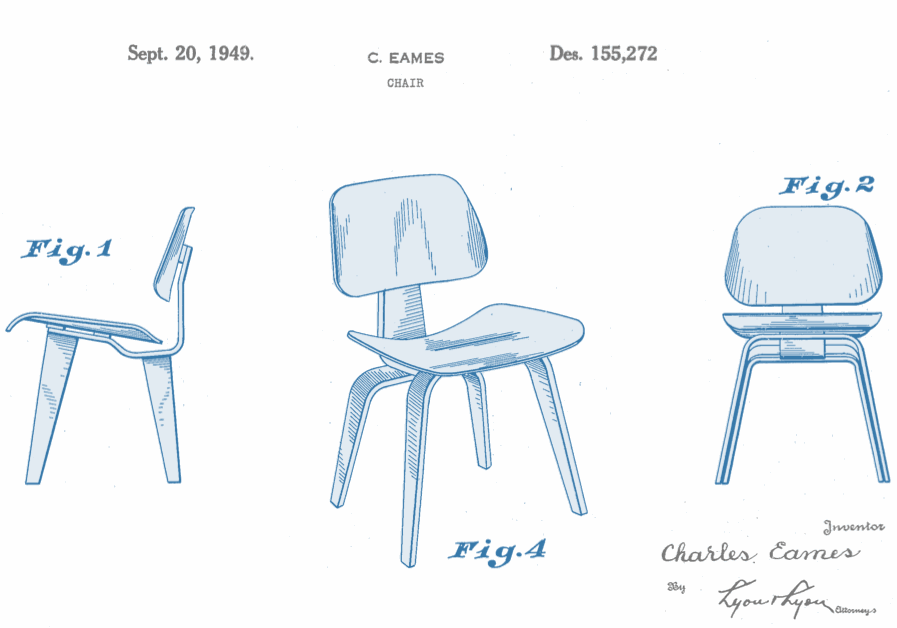 Sept. 20, 1949.
C. EAMES
Des. 155,272
CHAIR
Fig. 2
Fig. 1
Fig. 4
Inventor
Charles Eames
By
Lyon & Lyon
Attorneys